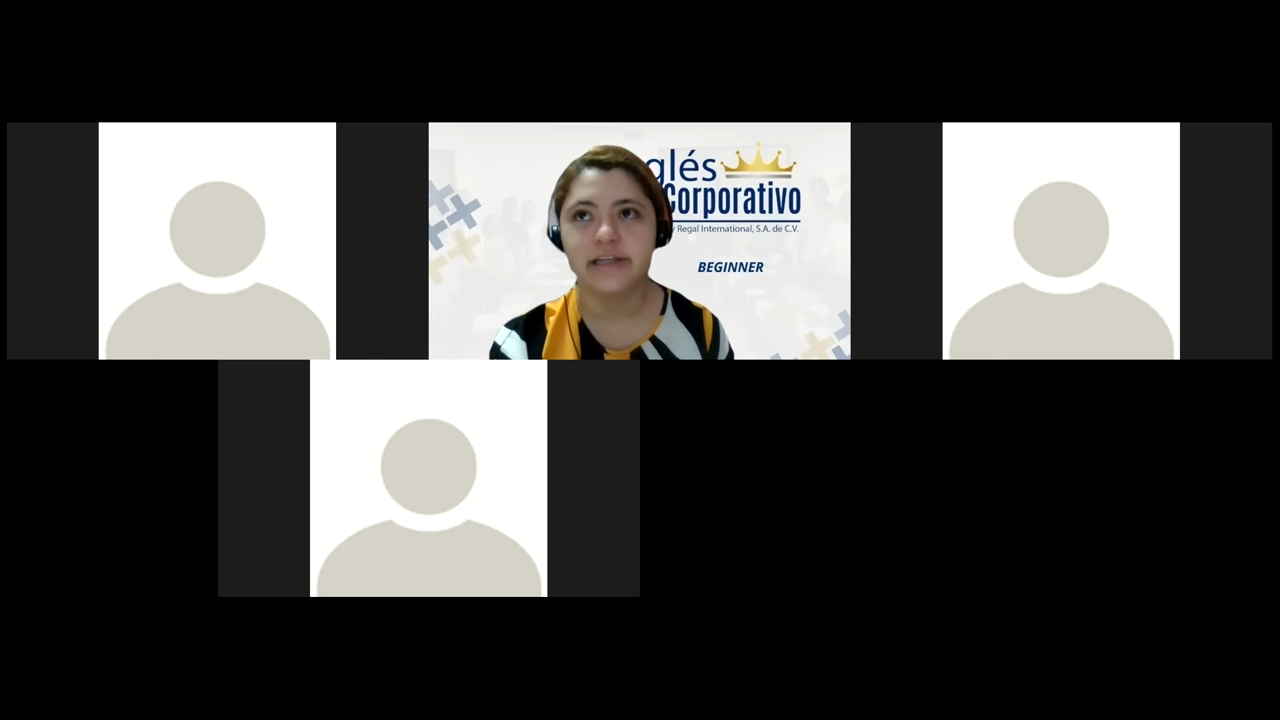 glés
Corporativo
y Regal International, S.A. de C.V.
BEGINNER